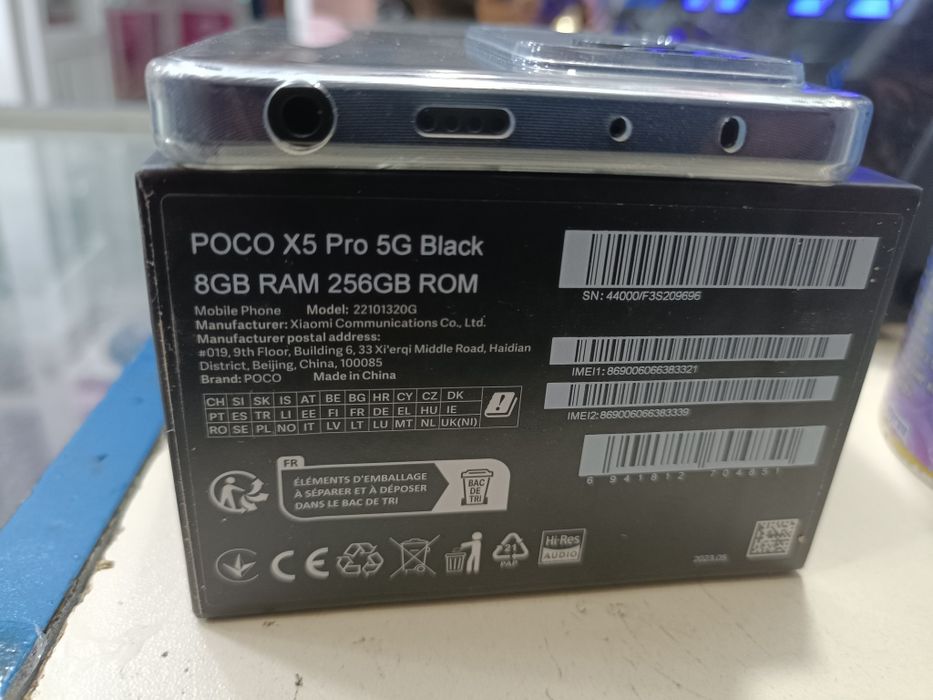 POCO X5 Pro 5G Black
8GB RAM 256GB ROM
Mobile Phone Model: 22101320G
Manufacturer: Xiaomi Communications Co., Ltd.
Manufacturer postal address:
#019, 9th Floor, Building 6, 33 Xi'erqi Middle Road, Haidian
District, Beijing, China, 100085
Brand: POCO Made in China
CH SI SK IS AT BE BG HR CY CZ DK
PT ES TR LI EE FI FR DE EL HU IE
RO SE PL NO IT LV LT LU MT NL UK(NI)
FR
ÉLÉMENTS D'EMBALLAGE
À SÉPARER ET À DÉPOSER
DANS LE BAC DE TRI
BAC
DE
TRI
CE
21
PAP
Hi-Res
AUDIO
SN: 44000/F3S209696
IMEI1: 869006066383321
IMEI2: 869006066383339
6 941812 704851
2023.05